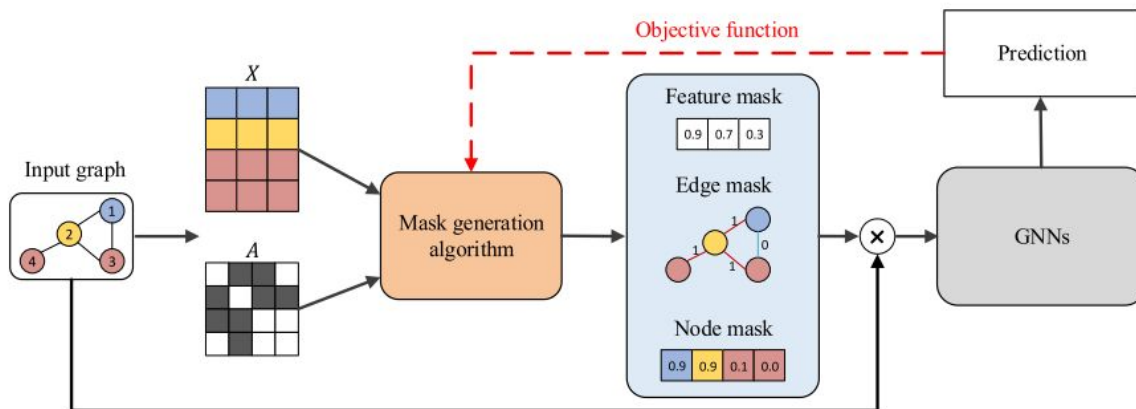 Objective function
Prediction
X
Feature mask
0.9 0.7 0.3
Input graph
1
2
4
3
Mask generation
algorithm
Edge mask
1
0
1
1
×
GNNs
A
Node mask
0.9 0.9 0.1 0.0